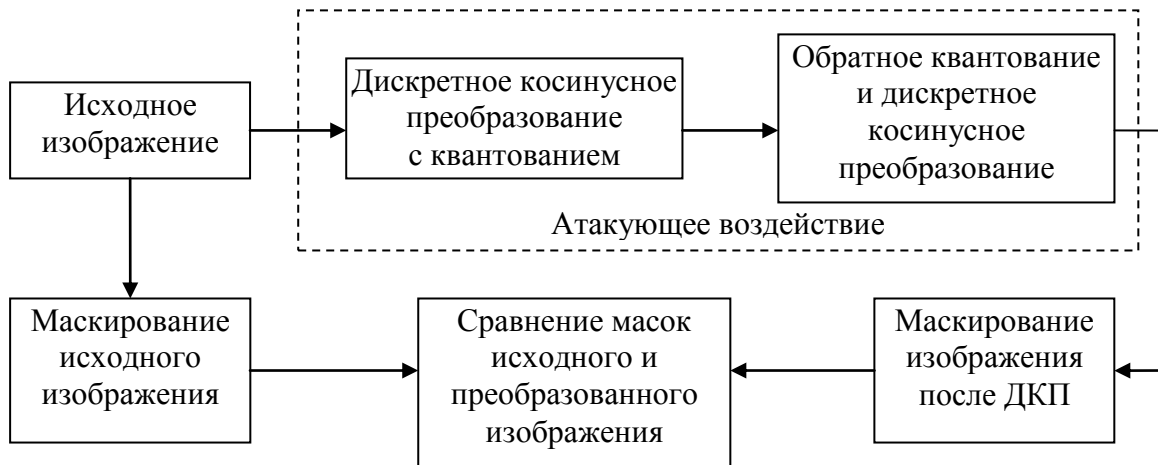 Исходное
изображение
Дискретное косинусное
преобразование
с квантованием
Обратное квантование
и дискретное
косинусное
преобразование
Атакующее воздействие
Маскирование
исходного
изображения
Сравнение масок
исходного и
преобразованного
изображения
Маскирование
изображения
после ДКП